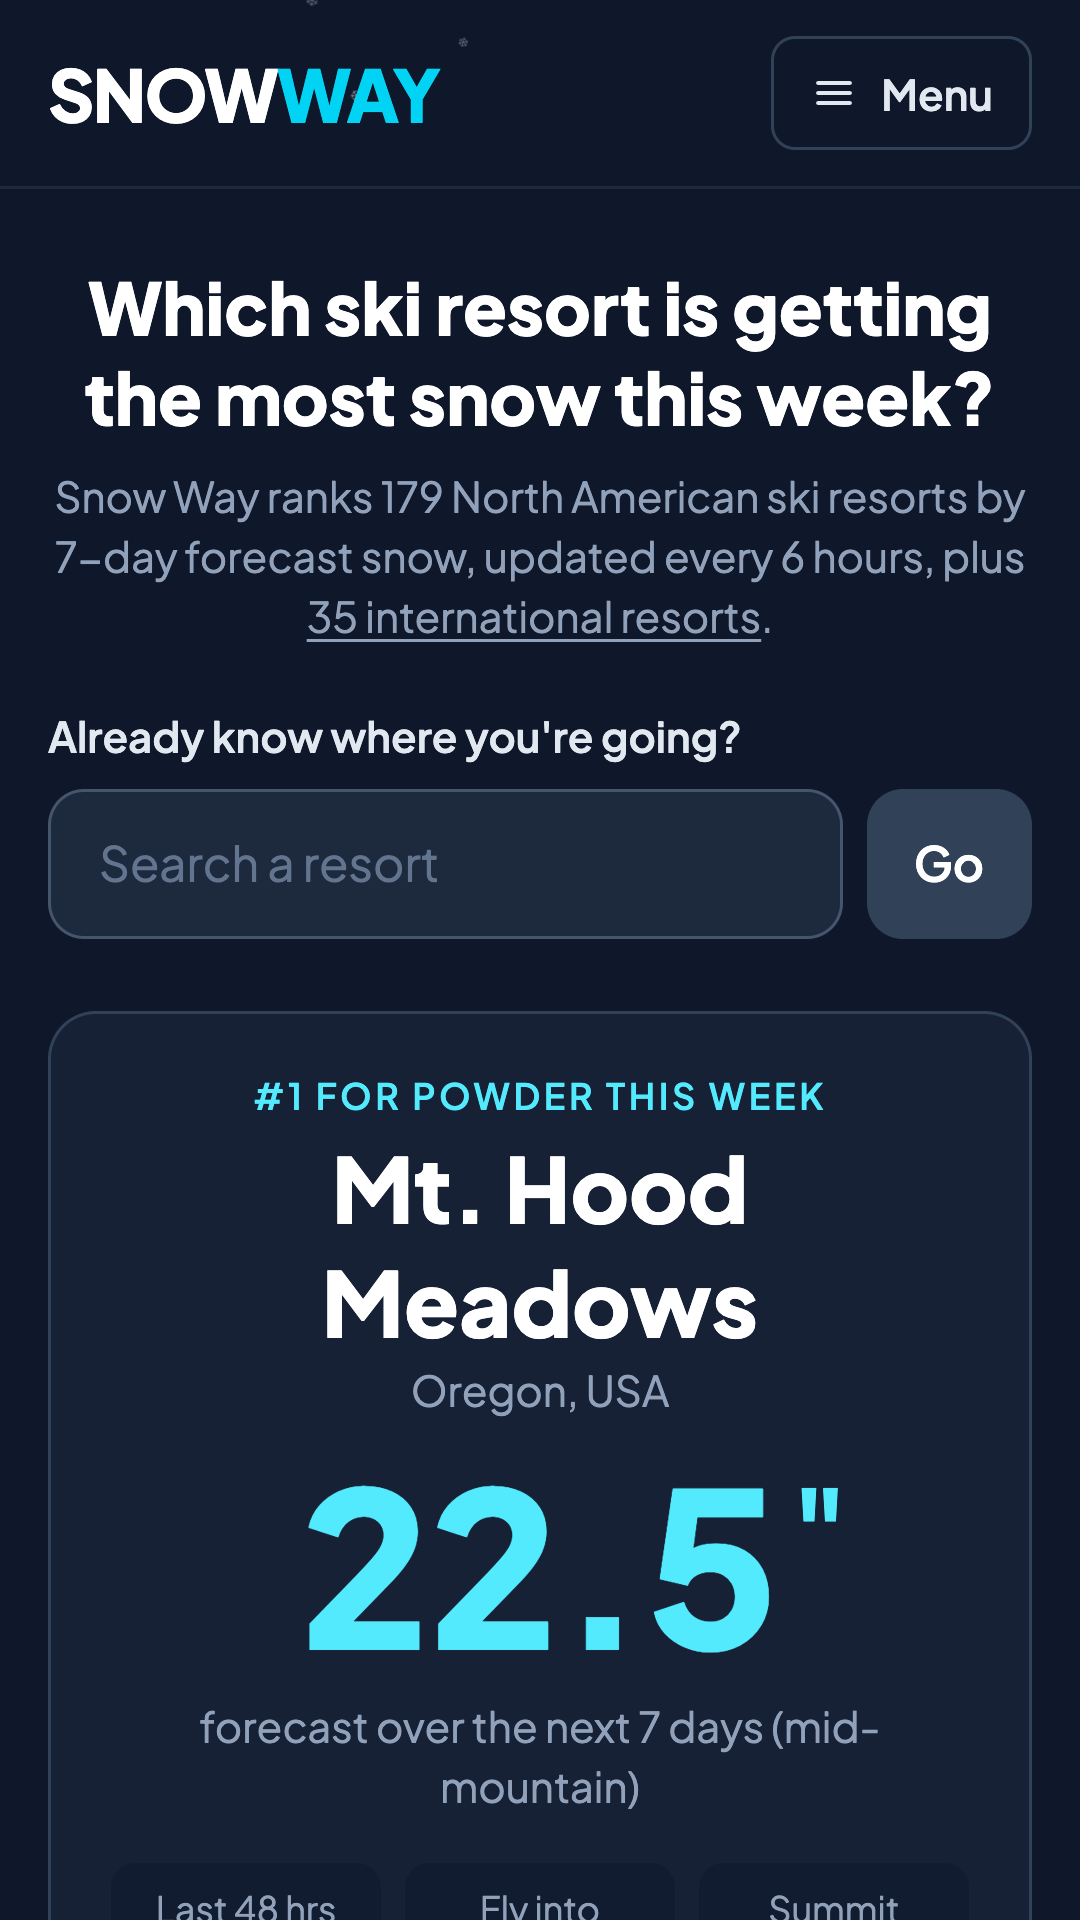 SNOWWAY
Menu
Which ski resort is getting
the most snow this week?
Snow Way ranks 179 North American ski resorts by
7-day forecast snow, updated every 6 hours, plus
35 international resorts.
Already know where you're going?
Search a resort
Go
#1 FOR POWDER THIS WEEK
Mt. Hood
Meadows
Oregon, USA
22.5"
forecast over the next 7 days (mid-
mountain)
Last 48 hrs
Fly into
Summit